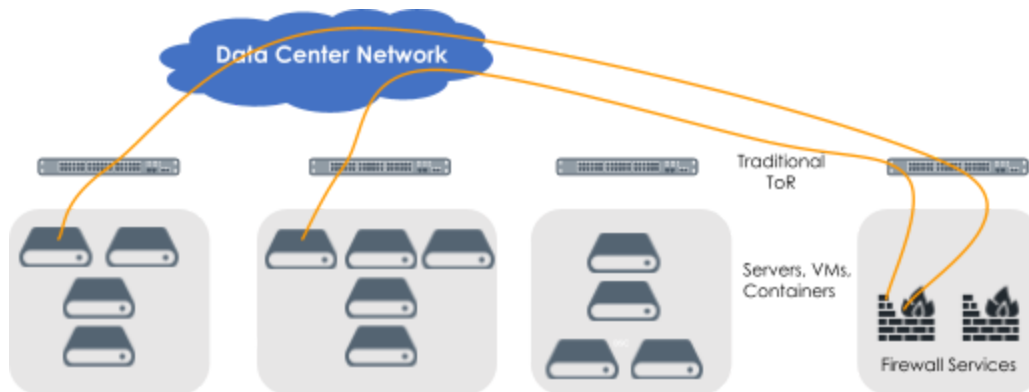 Data Center Network
Traditional
ToR
Servers, VMs,
Containers
Firewall Services